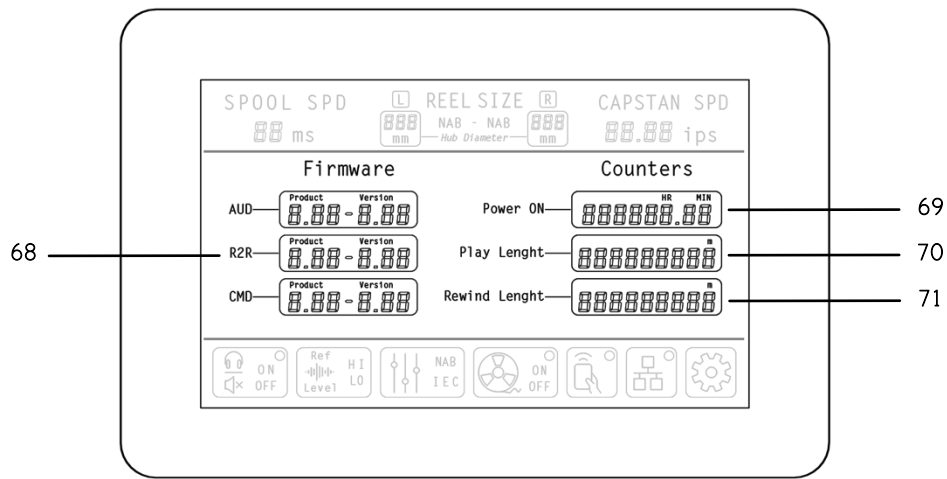 SPOOL SPD
L REEL SIZE R
CAPSTAN SPD
88 ms
888 mm
NAB - NAB
Hub Diameter
888 mm
88.88 ips
Firmware
Counters
AUD
Product Version
8.88-8.88
Power ON
HR MIN
888888.88
69
68
R2R
Product Version
8.88-8.88
Play Lenght
m
888888888
70
CMD
Product Version
8.88-8.88
Rewind Lenght
m
888888888
71
ON
OFF
Ref
Level
HI
LO
NAB
IEC
ON
OFF